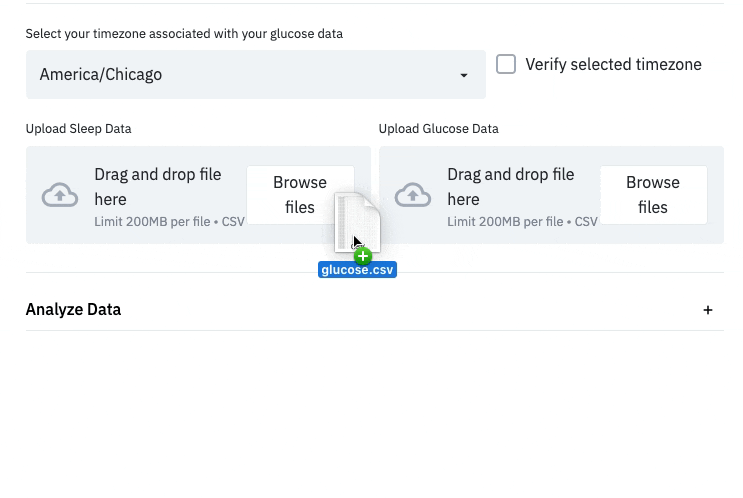 Select your timezone associated with your glucose data
America/Chicago
Verify selected timezone
Upload Sleep Data
Upload Glucose Data
Drag and drop file
here
Limit 200MB per file • CSV
Browse
files
Drag and drop file
here
Limit 200MB per file • CSV
Browse
files
glucose.csv
Analyze Data
+